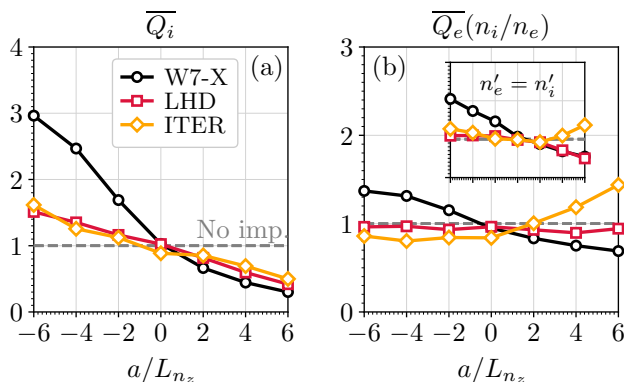 \overline{Q_i}
(a)
W7-X
LHD
ITER
No imp.
4
3
2
1
0
−6 −4 −2 0 2 4 6
a/L_{n_z}
\overline{Q_e}(n_i/n_e)
(b)
n'_e = n'_i
3
2
1
0
−6 −4 −2 0 2 4 6
a/L_{n_z}